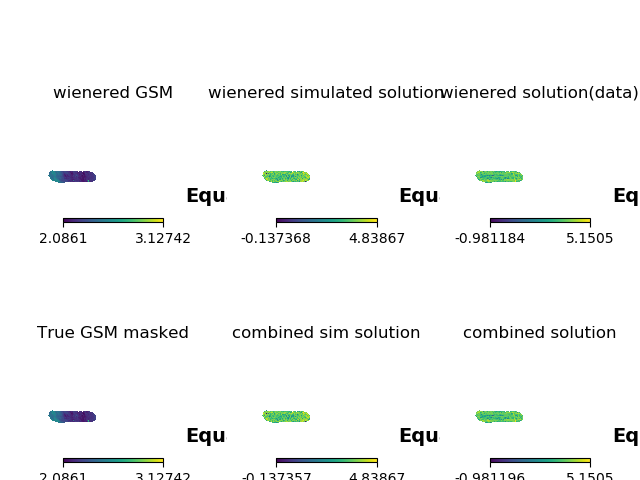 wienered GSM wienered simulated solution wienered solution(data)
Equ Equ Eq
2.0861 3.12742 -0.137368 4.83867 -0.981184 5.1505
True GSM masked combined sim solution combined solution
Equ Equ Eq
2.0861 3.12742 -0.137357 4.83867 -0.981196 5.1505